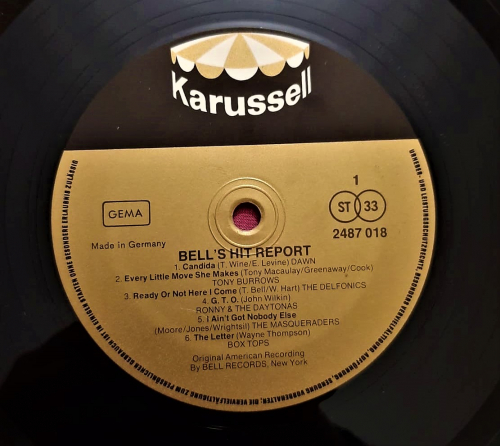 Karussell
GEMA
1
ST 33
Made in Germany
2487 018
BELL'S HIT REPORT
1. Candida (T. Wine/E. Levine) DAWN
2. Every Little Move She Makes (Tony Macaulay/Greenaway/Cook)
TONY BURROWS
3. Ready Or Not Here I Come (T. Bell/W. Hart) THE DELFONICS
4. G. T. O. (John Wilkin)
RONNY & THE DAYTONAS
5. I Ain't Got Nobody Else
(Moore/Jones/Wrightsil) THE MASQUERADERS
6. The Letter (Wayne Thompson)
BOX TOPS
Original American Recording
By BELL RECORDS, New York